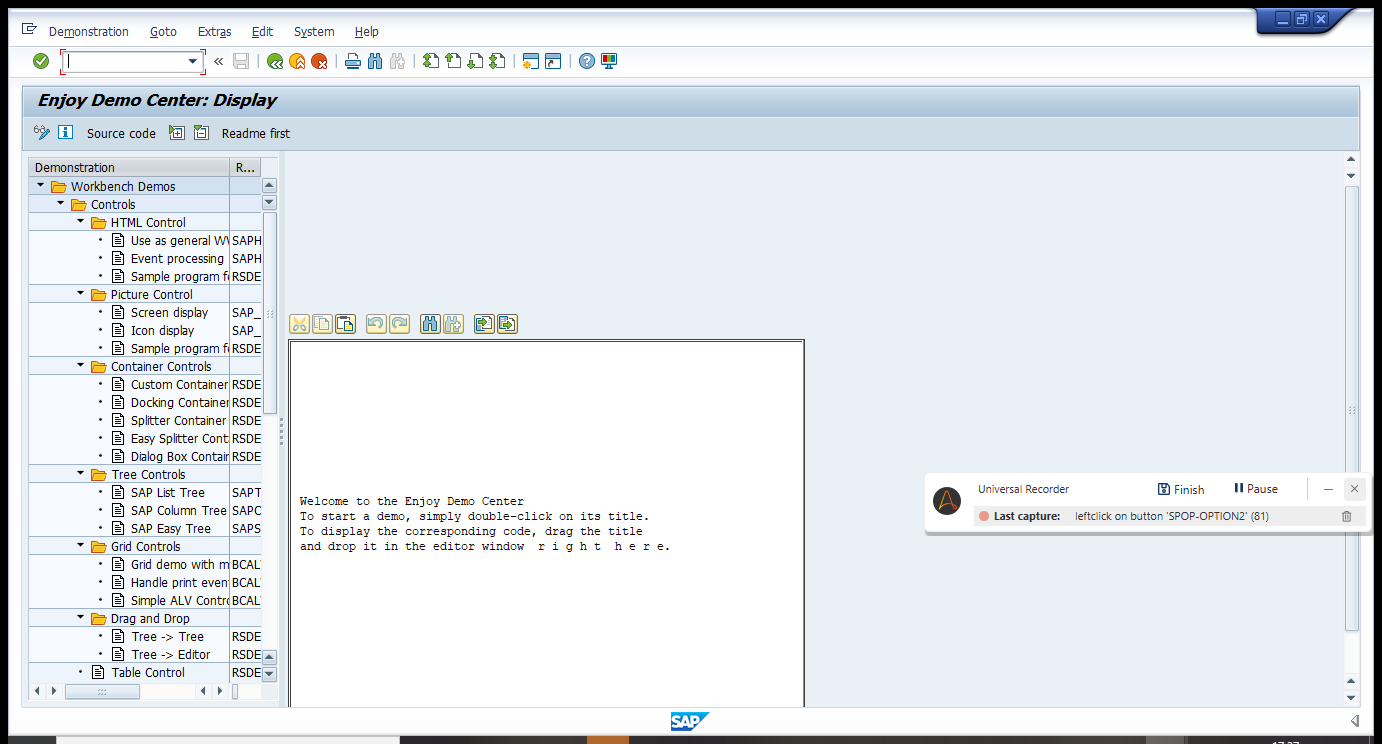 Demonstration Goto Extras Edit System Help
Enjoy Demo Center: Display
Source code Readme first
Demonstration R...
Workbench Demos
Controls
HTML Control
Use as general WV SAPH
Event processing SAPH
Sample program fo RSDE
Picture Control
Screen display SAP_
Icon display SAP_
Sample program fo RSDE
Container Controls
Custom Container RSDE
Docking Container RSDE
Splitter Container RSDE
Easy Splitter Cont RSDE
Dialog Box Contair RSDE
Tree Controls
SAP List Tree SAPT
SAP Column Tree SAPC
SAP Easy Tree SAPS
Grid Controls
Grid demo with m BCAL
Handle print even BCAL
Simple ALV Contro BCAL
Drag and Drop
Tree -> Tree RSDE
Tree -> Editor RSDE
Table Control RSDE
Welcome to the Enjoy Demo Center
To start a demo, simply double-click on its title.
To display the corresponding code, drag the title
and drop it in the editor window r i g h t h e r e.
Universal Recorder Finish Pause
Last capture: leftclick on button 'SPOP-OPTION2' (81)
SAP